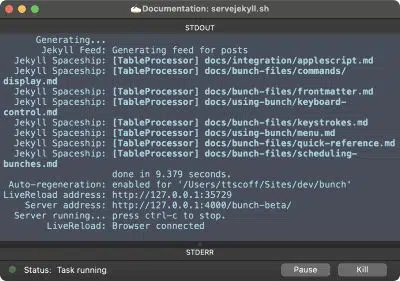 Documentation: servejekyll.sh
STDOUT
Generating...
Jekyll Feed: Generating feed for posts
Jekyll Spaceship: [TableProcessor] docs/integration/applescript.md
Jekyll Spaceship: [TableProcessor] docs/bunch-files/commands/
display.md
Jekyll Spaceship: [TableProcessor] docs/bunch-files/frontmatter.md
Jekyll Spaceship: [TableProcessor] docs/using-bunch/keyboard-
control.md
Jekyll Spaceship: [TableProcessor] docs/bunch-files/keystrokes.md
Jekyll Spaceship: [TableProcessor] docs/using-bunch/menu.md
Jekyll Spaceship: [TableProcessor] docs/bunch-files/quick-reference.md
Jekyll Spaceship: [TableProcessor] docs/bunch-files/scheduling-
bunches.md
done in 9.379 seconds.
Auto-regeneration: enabled for '/Users/ttscoff/Sites/dev/bunch'
LiveReload address: http://127.0.0.1:35729
Server address: http://127.0.0.1:4000/bunch-beta/
Server running... press ctrl-c to stop.
LiveReload: Browser connected
STDERR
Status: Task running
Pause
Kill